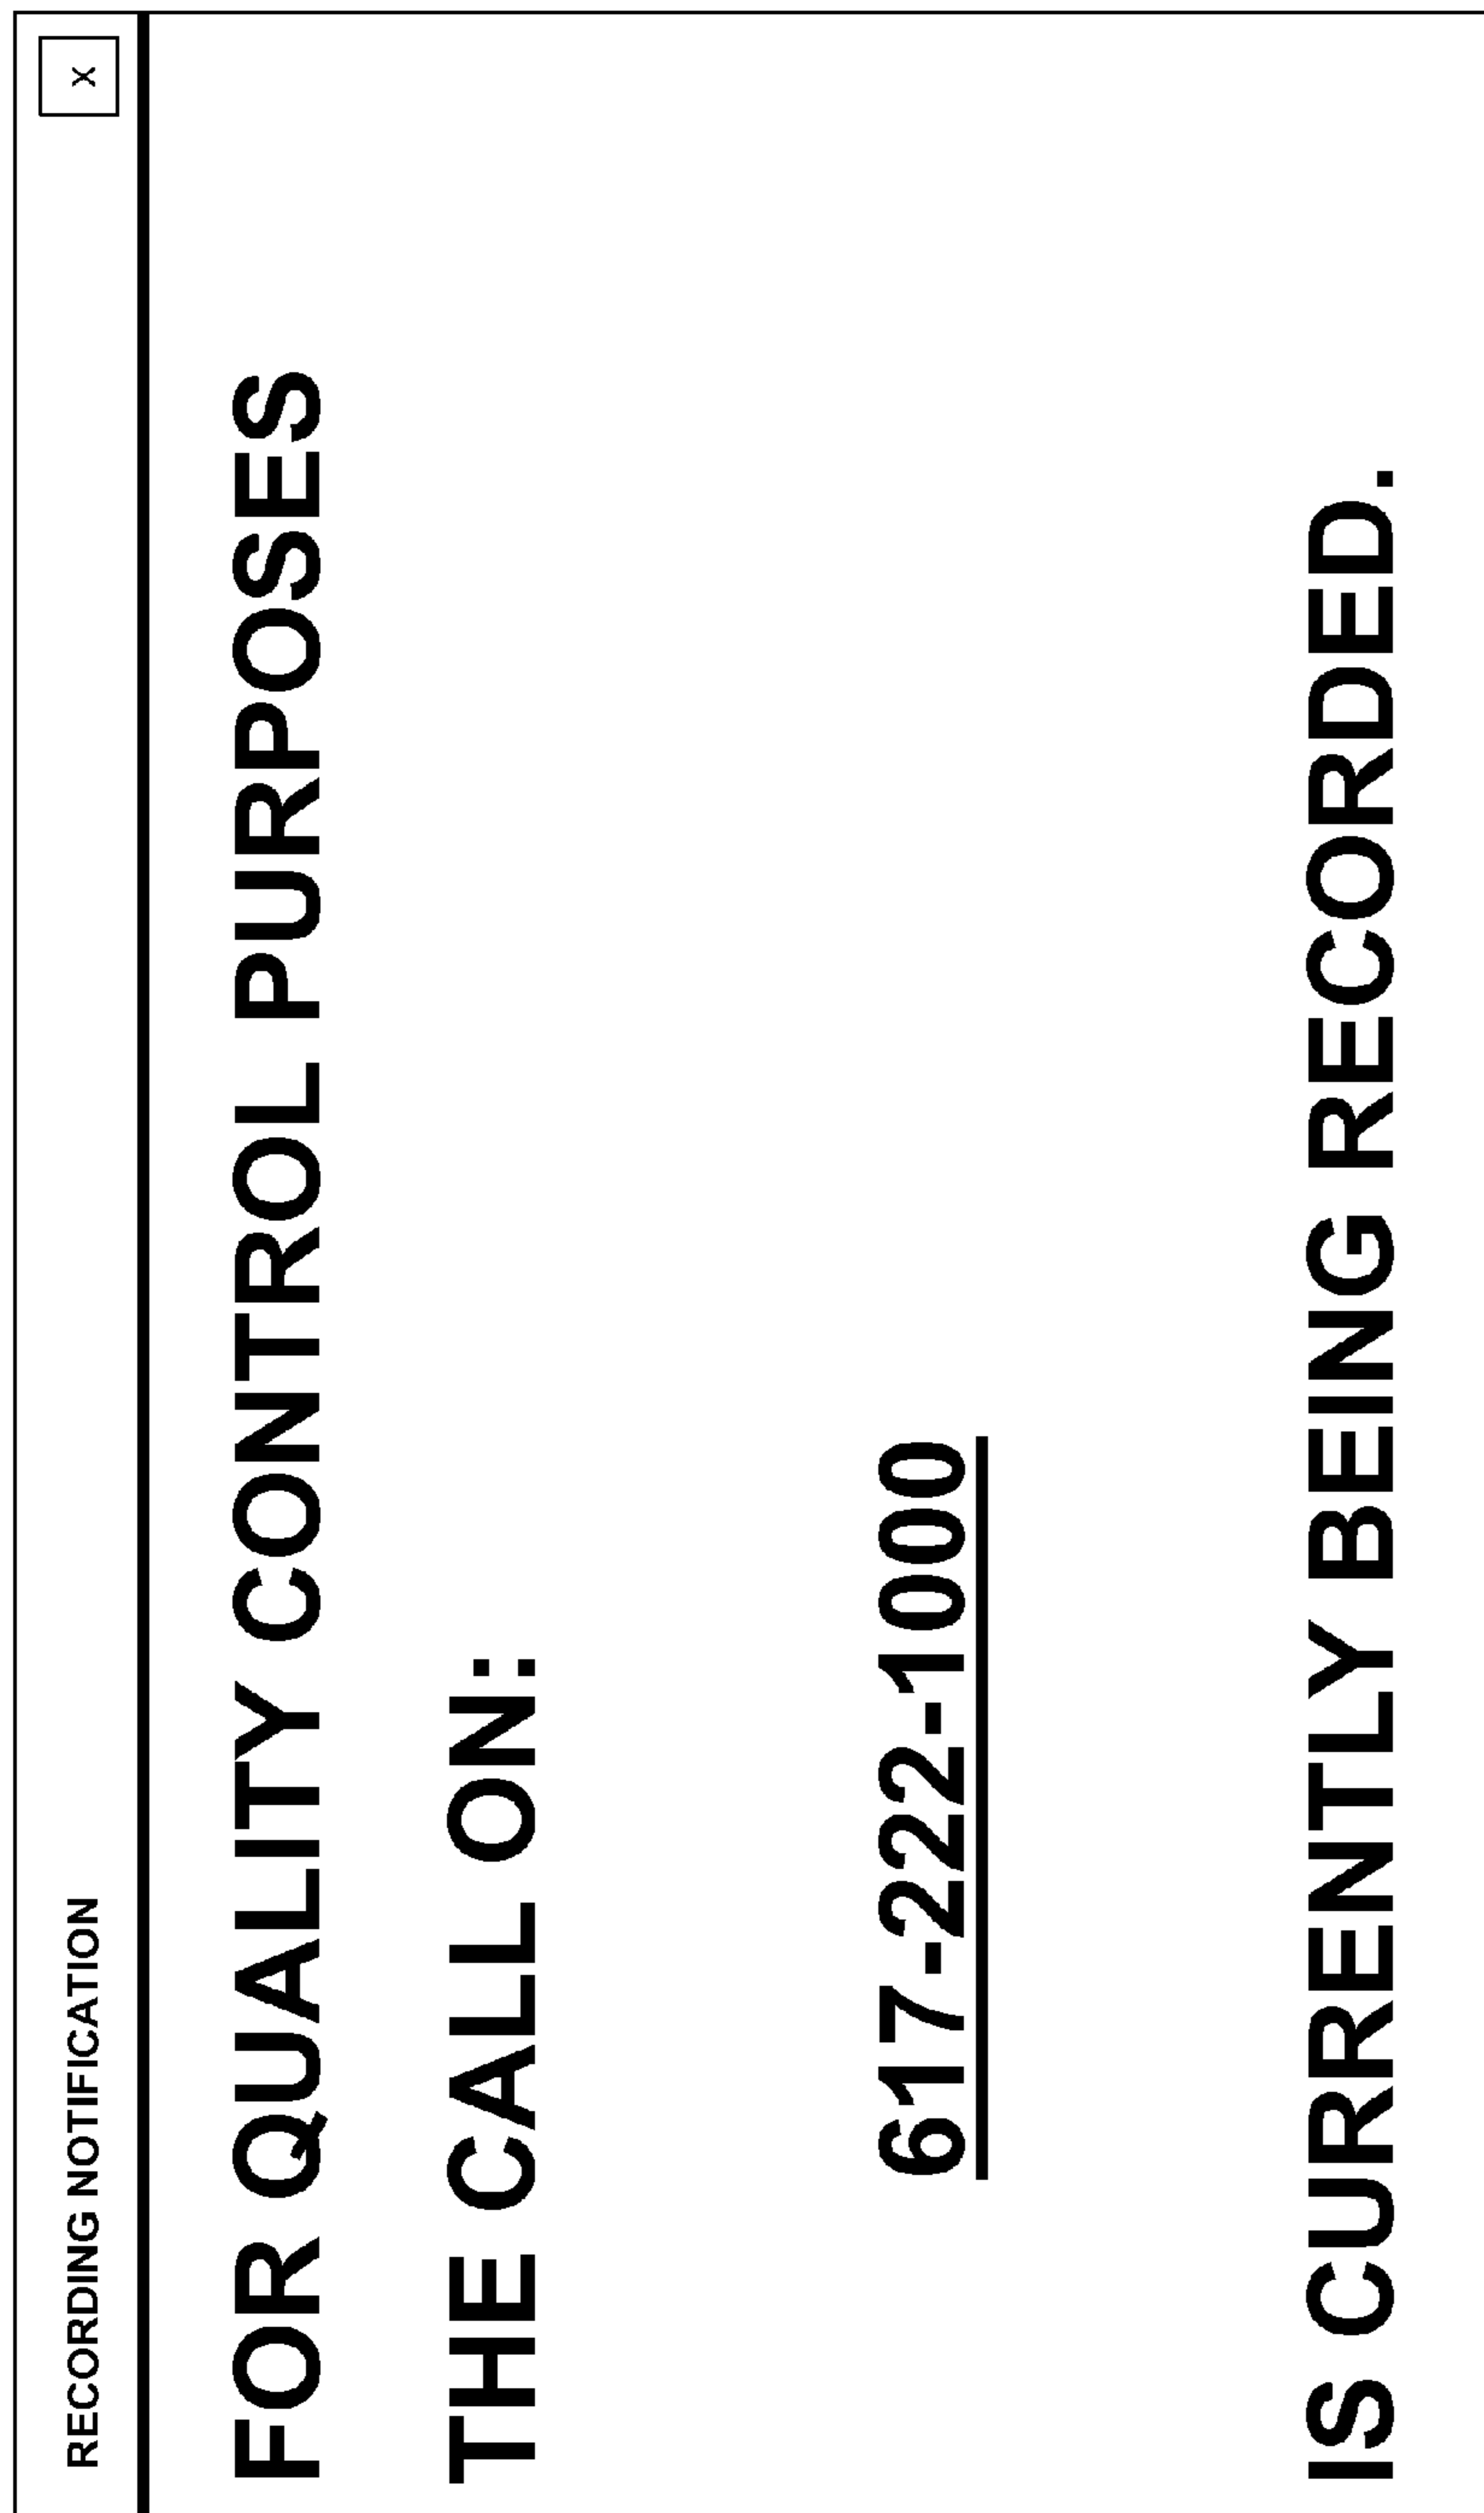 RECORDING NOTIFICATION
x
FOR QUALITY CONTROL PURPOSES
THE CALL ON:
617-222-1000
IS CURRENTLY BEING RECORDED.